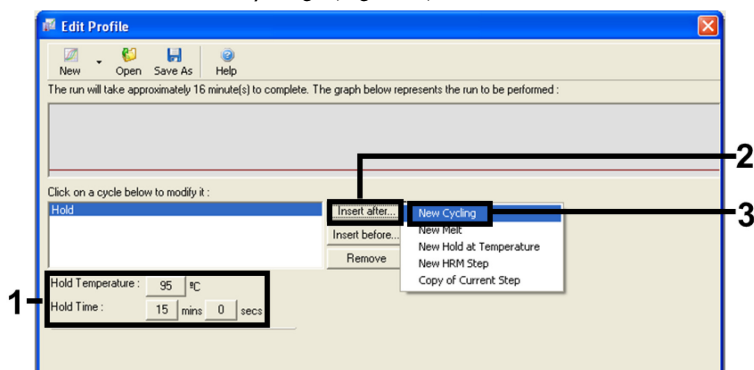 Edit Profile
New Open Save As Help
The run will take approximately 16 minute(s) to complete. The graph below represents the run to be performed :
2
Click on a cycle below to modify it :
Hold
Insert after...
New Cycling
3
Insert before...
New Melt
New Hold at Temperature
Remove
New HRM Step
Copy of Current Step
1
Hold Temperature : 95 ºC
Hold Time : 15 mins 0 secs